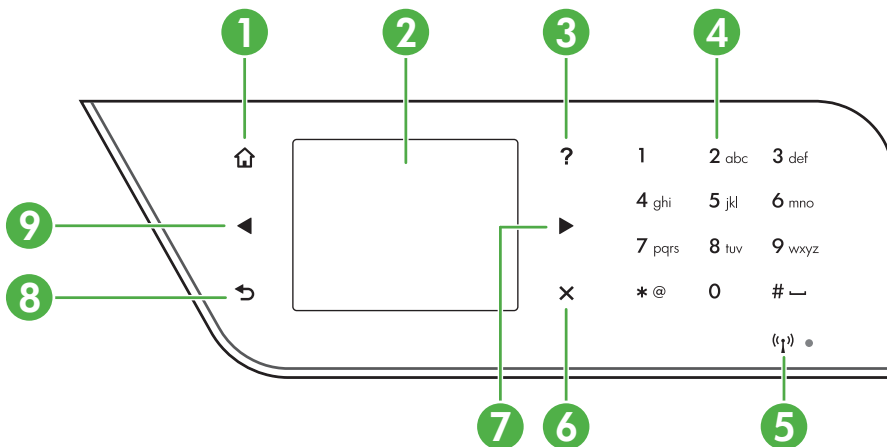 1 2 3 4
? 1 2 abc 3 def
9 4 ghi 5 jkl 6 mno
7 pqrs 8 tuv 9 wxyz
8 * @ 0 #
7 6 5